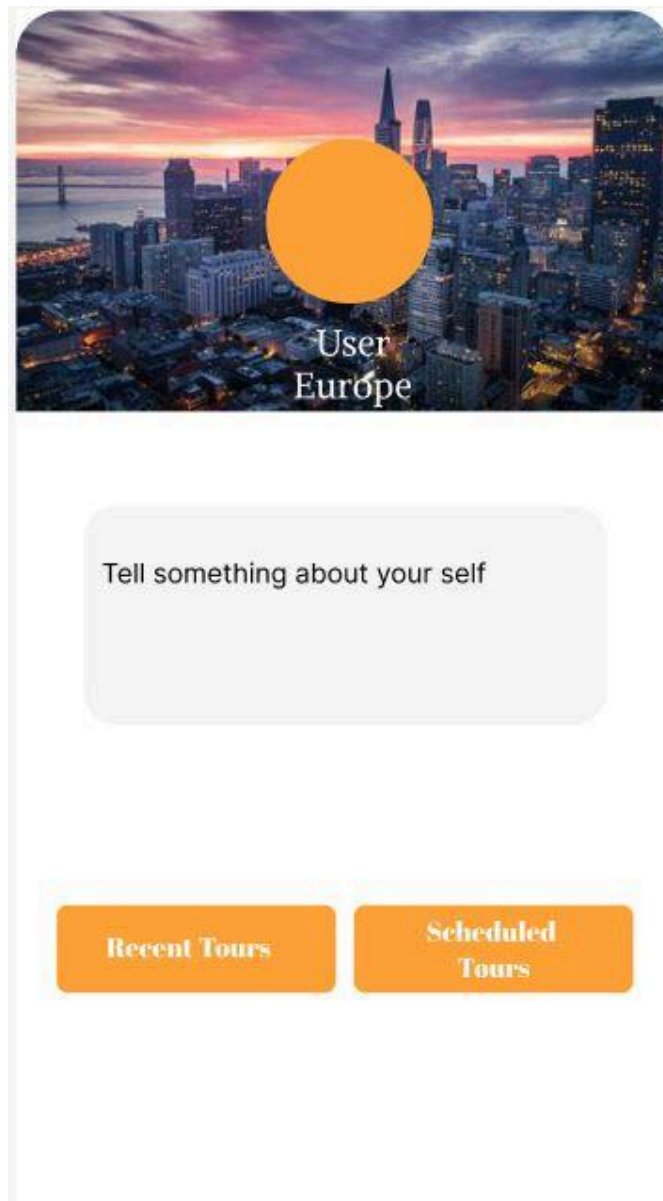 User
Europe
Tell something about your self
Recent Tours
Scheduled
Tours